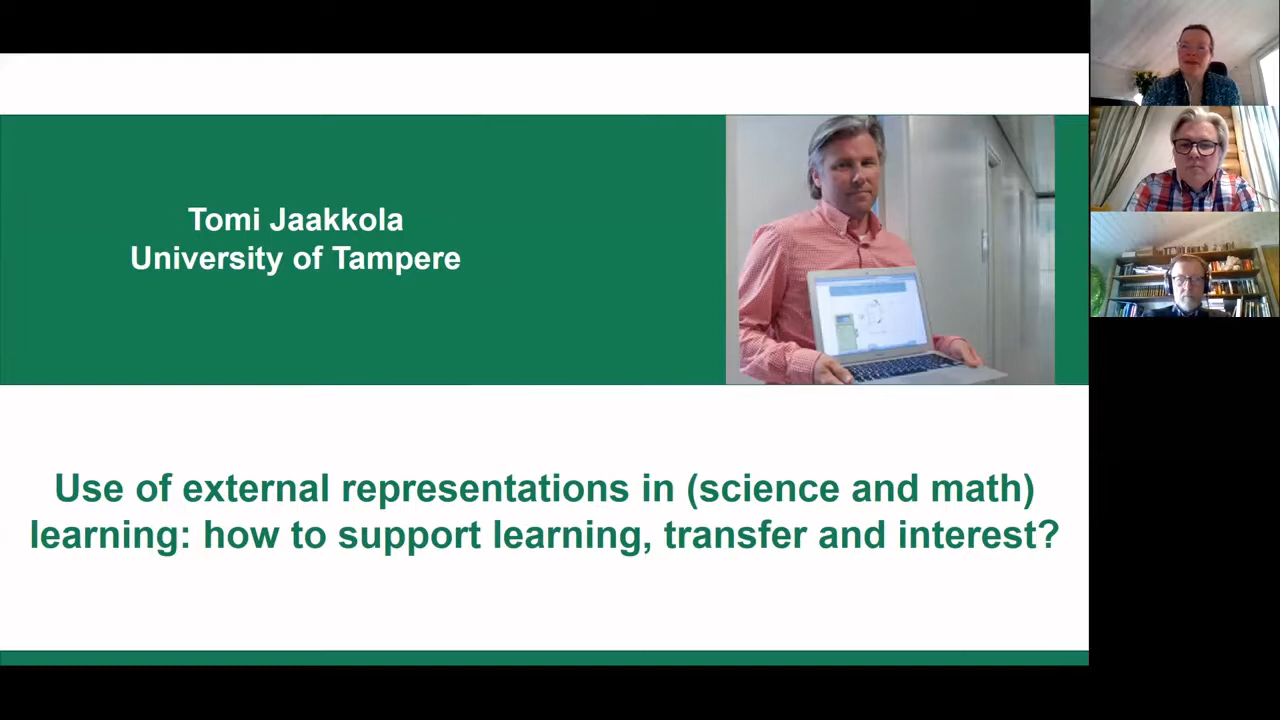 Tomi Jaakkola
University of Tampere
Use of external representations in (science and math)
learning: how to support learning, transfer and interest?